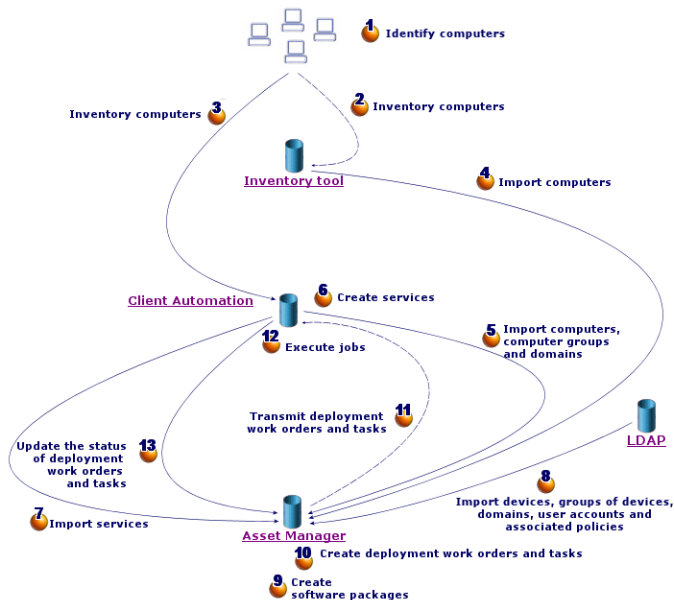 1 Identify computers
3 Inventory computers
2 Inventory computers
Inventory tool
4 Import computers
Client Automation
6 Create services
12 Execute jobs
5 Import computers,
computer groups
and domains
11 Transmit deployment
work orders and tasks
13 Update the status
of deployment
work orders
and tasks
LDAP
7 Import services
8 Import devices, groups of devices,
domains, user accounts and
associated policies
Asset Manager
10 Create deployment work orders and tasks
9 Create
software packages